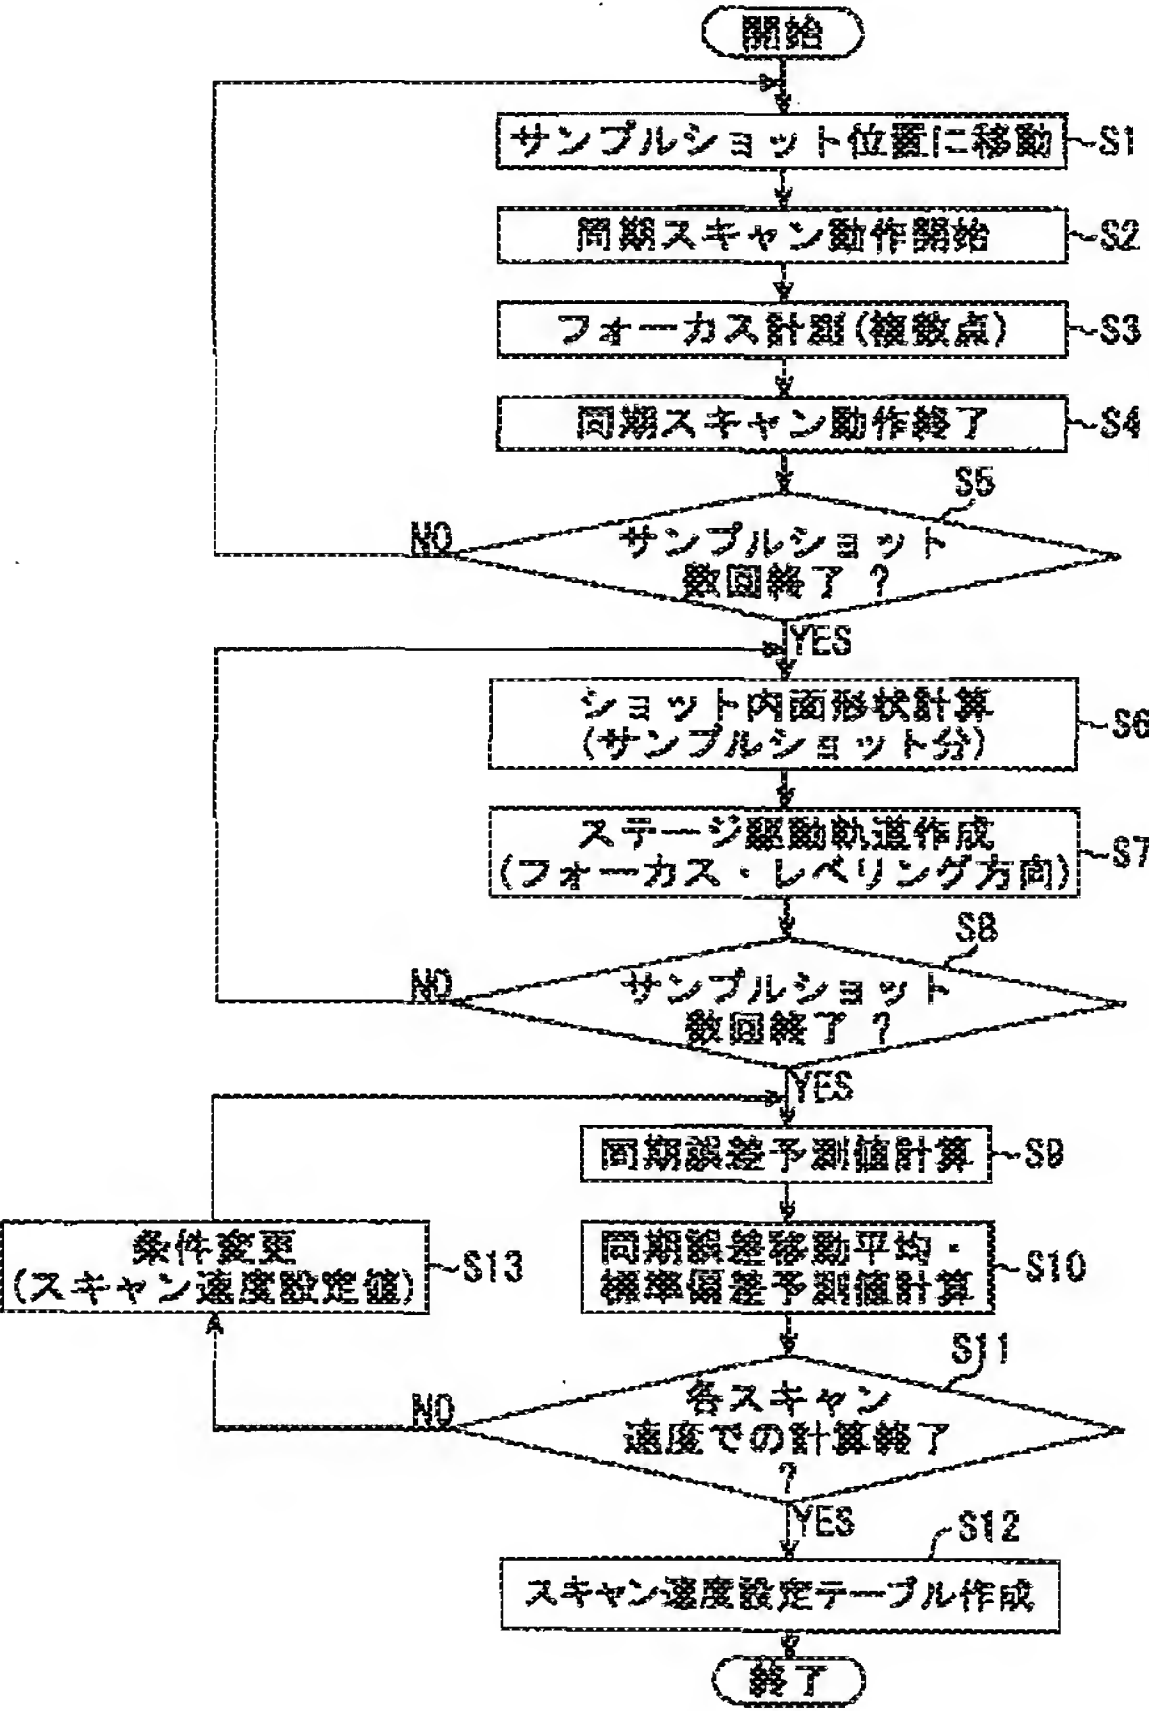 開始
サンプルショット位置に移動
S1
同期スキャン動作開始
S2
フォーカス計測(複数点)
S3
同期スキャン動作終了
S4
S5
NO
サンプルショット
数回終了？
YES
ショット内面形状計算
(サンプルショット分)
S6
ステージ駆動軌道作成
(フォーカス・レベリング方向)
S7
S8
NO
サンプルショット
数回終了？
YES
同期誤差予測値計算
S9
条件変更
(スキャン速度設定値)
S13
同期誤差移動平均・
標準偏差予測値計算
S10
S11
NO
各スキャン
速度での計算終了
？
YES
S12
スキャン速度設定テーブル作成
終了